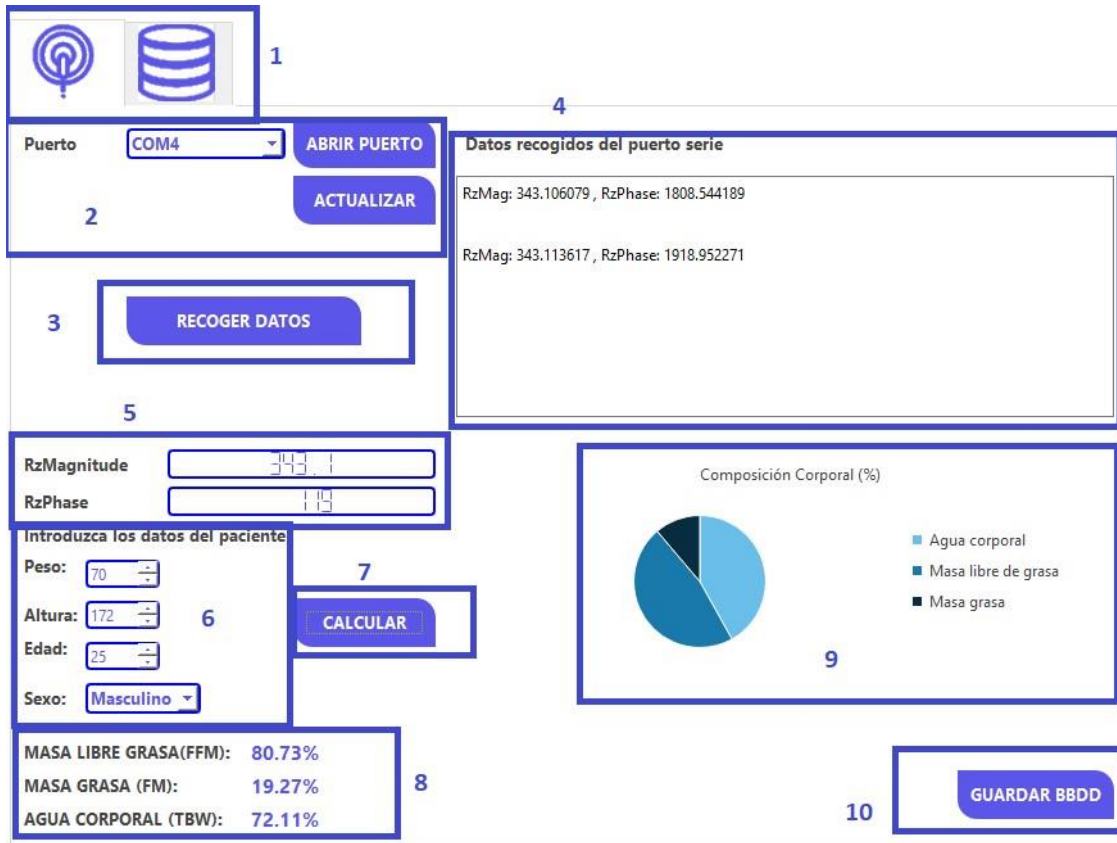 1
4
Puerto
COM4
ABRIR PUERTO
ACTUALIZAR
2
Datos recogidos del puerto serie
RzMag: 343.106079 , RzPhase: 1808.544189
RzMag: 343.113617 , RzPhase: 1918.952271
3
RECOGER DATOS
5
RzMagnitude
343.1
RzPhase
119
Introduzca los datos del paciente
Peso:
70
Altura:
172
Edad:
25
Sexo:
Masculino
6
7
CALCULAR
Composición Corporal (%)
Agua corporal
Masa libre de grasa
Masa grasa
9
MASA LIBRE GRASA(FFM): 80.73%
MASA GRASA (FM): 19.27%
AGUA CORPORAL (TBW): 72.11%
8
10
GUARDAR BBDD